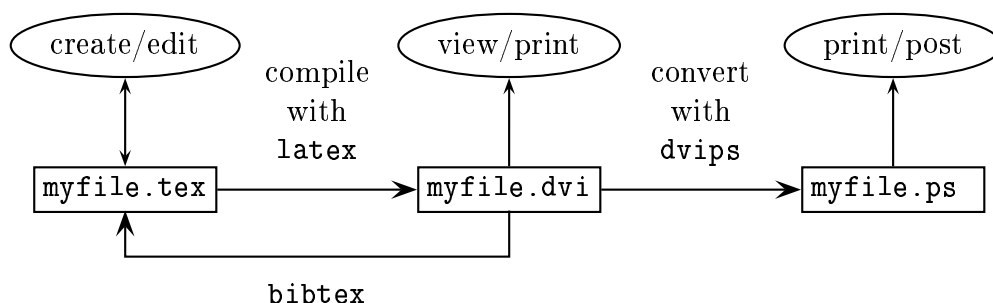 create/edit
view/print
print/post
compile
with
latex
convert
with
dvips
myfile.tex
myfile.dvi
myfile.ps
bibtex